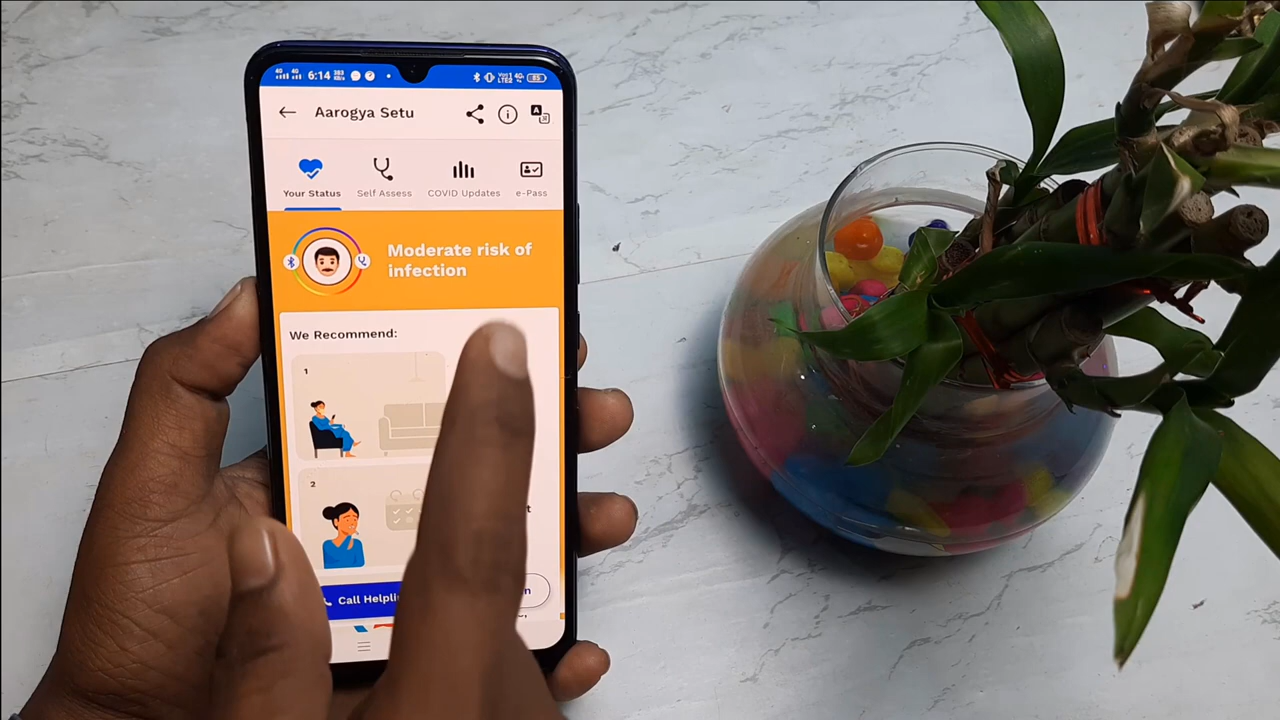 6:14
Aarogya Setu
Your Status
Self Assess
COVID Updates
e-Pass
Moderate risk of
infection
We Recommend:
1
2
Call